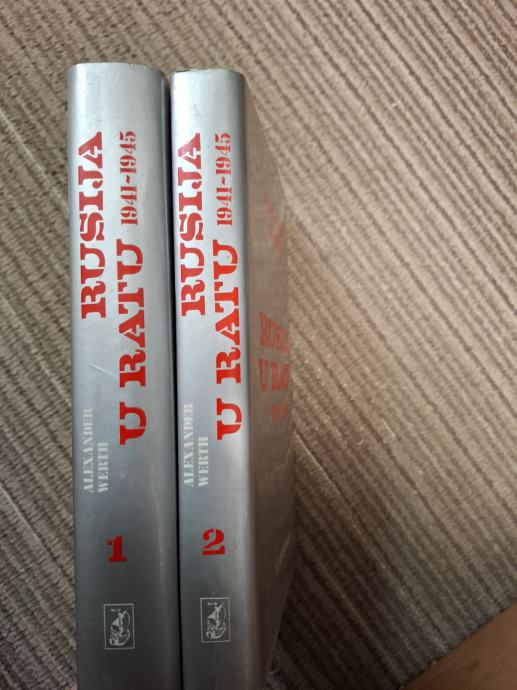 RUSIJA
U RATU 1941-1945
ALEXANDER
WERTH
1
RUSIJA
U RATU 1941-1945
ALEXANDER
WERTH
2